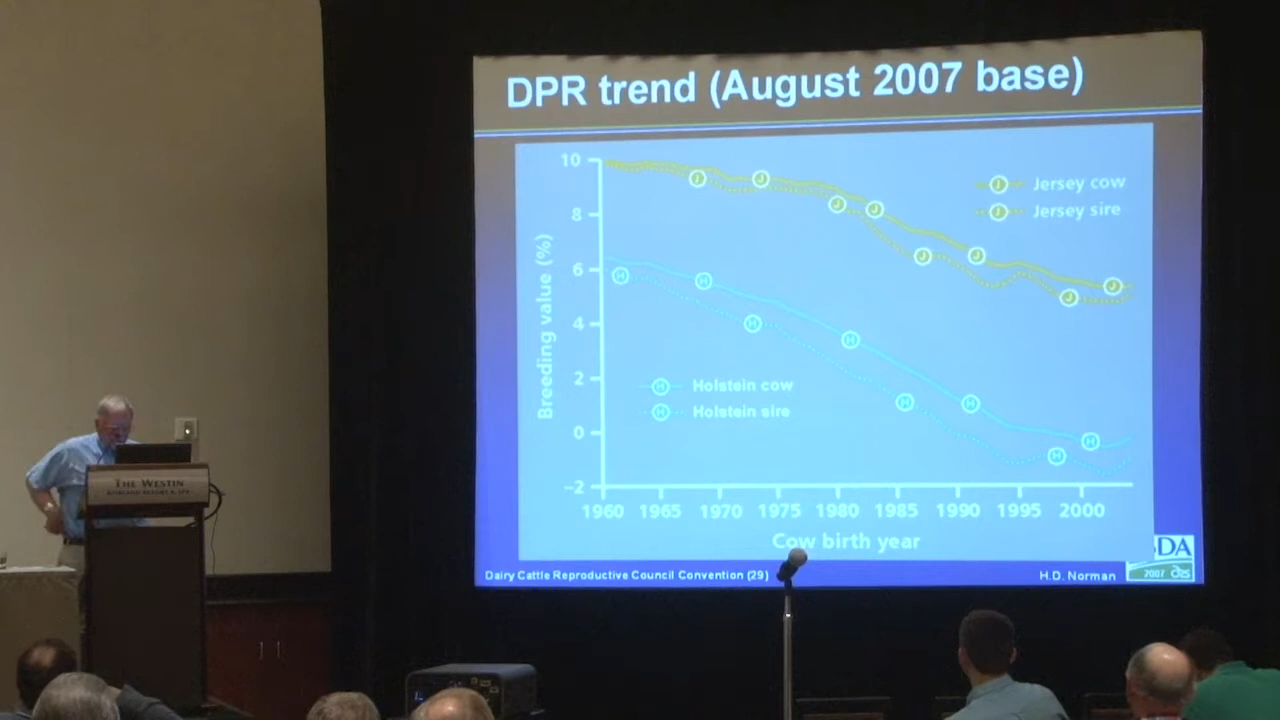 DPR trend (August 2007 base)
10
8
6
4
2
0
–2
Breeding value (%)
Jersey cow
Jersey sire
Holstein cow
Holstein sire
J J J J J J J J
H H H H H H H H
1960 1965 1970 1975 1980 1985 1990 1995 2000
Cow birth year
Dairy Cattle Reproductive Council Convention (29)
H.D. Norman
DA
2007
THE WESTIN